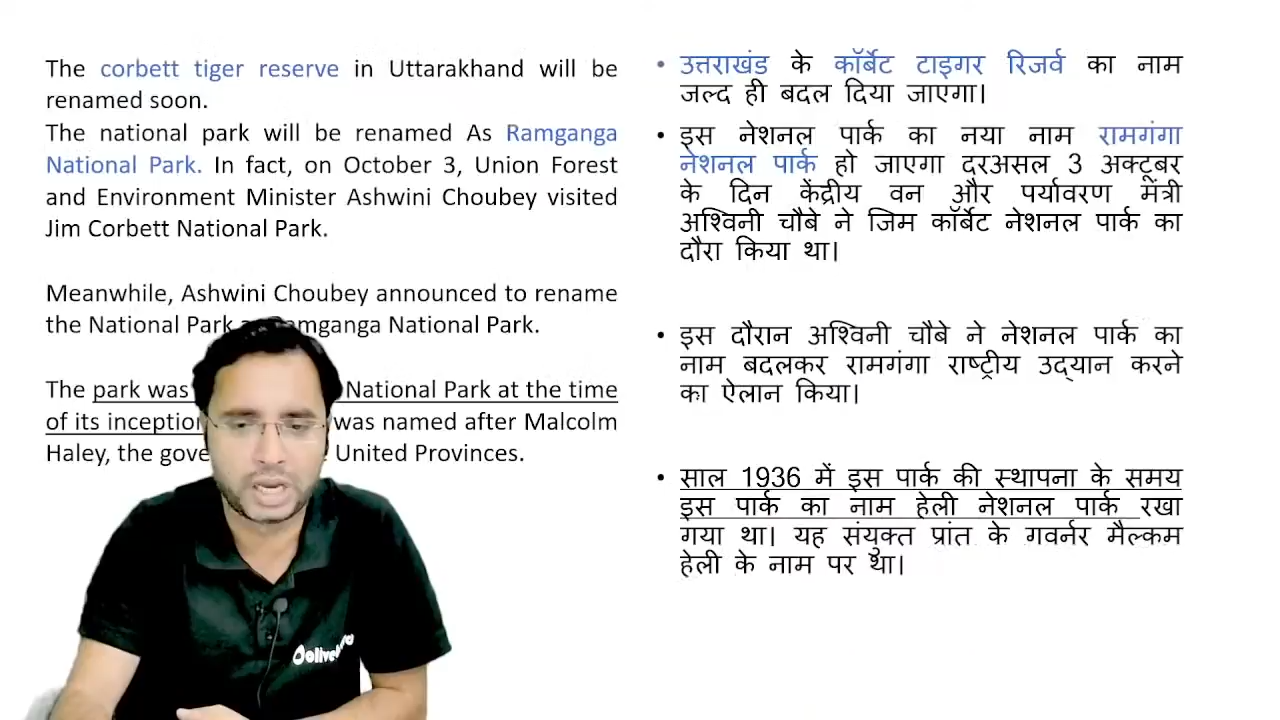 The corbett tiger reserve in Uttarakhand will be
renamed soon.
The national park will be renamed As Ramganga
National Park. In fact, on October 3, Union Forest
and Environment Minister Ashwini Choubey visited
Jim Corbett National Park.
Meanwhile, Ashwini Choubey announced to rename
the National Park as Ramganga National Park.
The park was National Park at the time
of its inception was named after Malcolm
Haley, the United Provinces.
• उत्तराखंड के कॉर्बेट टाइगर रिजर्व का नाम
जल्द ही बदल दिया जाएगा।
• इस नेशनल पार्क का नया नाम रामगंगा
नेशनल पार्क हो जाएगा दरअसल 3 अक्टूबर
के दिन केंद्रीय वन और पर्यावरण मंत्री
अश्विनी चौबे ने जिम कॉर्बेट नेशनल पार्क का
दौरा किया था।
• इस दौरान अश्विनी चौबे ने नेशनल पार्क का
नाम बदलकर रामगंगा राष्ट्रीय उद्यान करने
का ऐलान किया।
• साल 1936 में इस पार्क की स्थापना के समय
इस पार्क का नाम हेली नेशनल पार्क रखा
गया था। यह संयुक्त प्रांत के गवर्नर मैल्कम
हेली के नाम पर था।